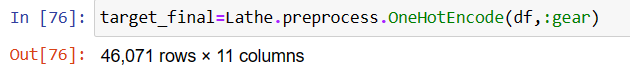 In [76]: target_final=Lathe.preprocess.OneHotEncode(df,:gear)
Out[76]: 46,071 rows × 11 columns